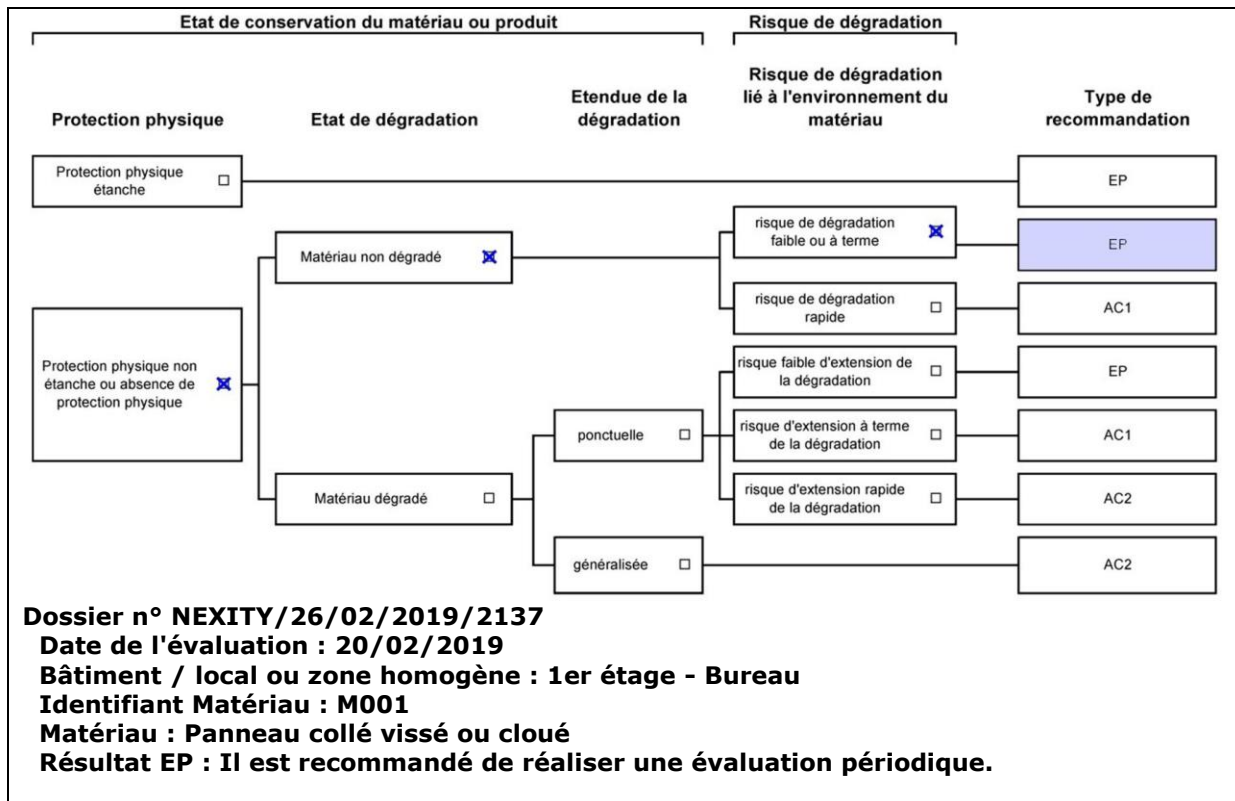 Etat de conservation du matériau ou produit
Risque de dégradation
Protection physique
Etat de dégradation
Etendue de la
dégradation
Risque de dégradation
lié à l'environnement du
matériau
Type de
recommandation
Protection physique
étanche
EP
Protection physique non
étanche ou absence de
protection physique
Matériau non dégradé
risque de dégradation
faible ou à terme
EP
risque de dégradation
rapide
AC1
Matériau dégradé
ponctuelle
risque faible d'extension de
la dégradation
EP
risque d'extension à terme
de la dégradation
AC1
risque d'extension rapide
de la dégradation
AC2
généralisée
AC2
Dossier n° NEXITY/26/02/2019/2137
Date de l'évaluation : 20/02/2019
Bâtiment / local ou zone homogène : 1er étage - Bureau
Identifiant Matériau : M001
Matériau : Panneau collé vissé ou cloué
Résultat EP : Il est recommandé de réaliser une évaluation périodique.